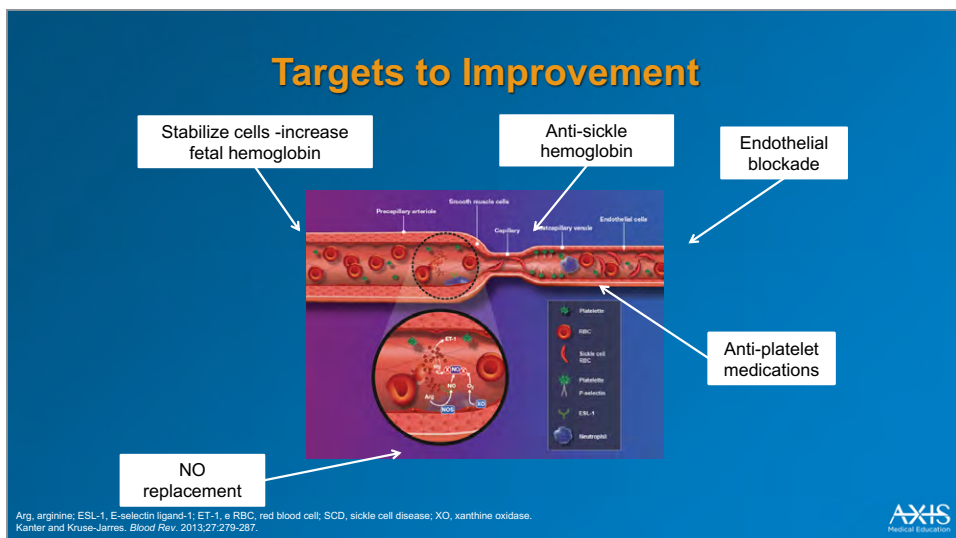 Targets to Improvement
Stabilize cells -increase
fetal hemoglobin
Anti-sickle
hemoglobin
Endothelial
blockade
Precapillary arteriole
Smooth muscle cells
Capillary
venule
Endothelial cells
Platelets
RBC
Sickle cell
RBC
Platelets
P-selectin
ESL-1
Neutrophil
ET-1
NO
NO
O2
Arg
NOS
XO
Anti-platelet
medications
NO
replacement
Arg, arginine; ESL-1, E-selectin ligand-1; ET-1, e RBC, red blood cell; SCD, sickle cell disease; XO, xanthine oxidase.
Kanter and Kruse-Jarres. Blood Rev. 2013;27:279-287.
AXIS
Medical Education